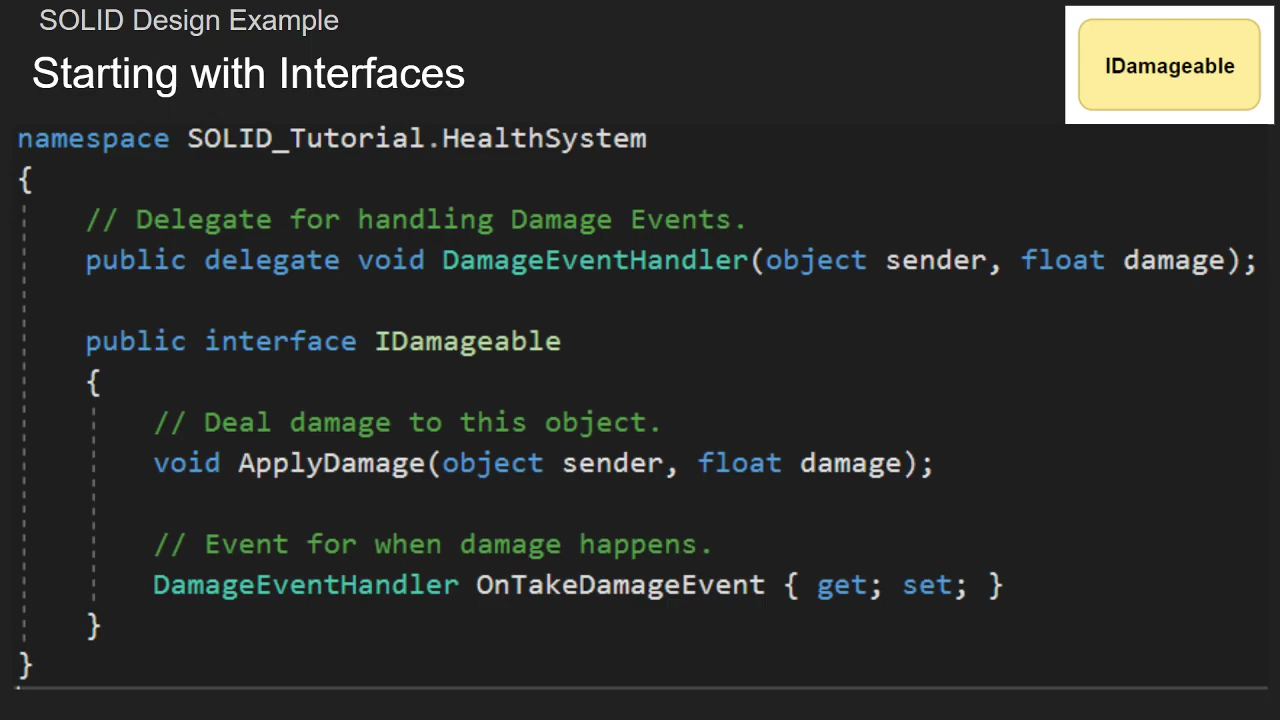 SOLID Design Example
Starting with Interfaces
IDamageable
namespace SOLID_Tutorial.HealthSystem
{
    // Delegate for handling Damage Events.
    public delegate void DamageEventHandler(object sender, float damage);

    public interface IDamageable
    {
        // Deal damage to this object.
        void ApplyDamage(object sender, float damage);

        // Event for when damage happens.
        DamageEventHandler OnTakeDamageEvent { get; set; }
    }
}